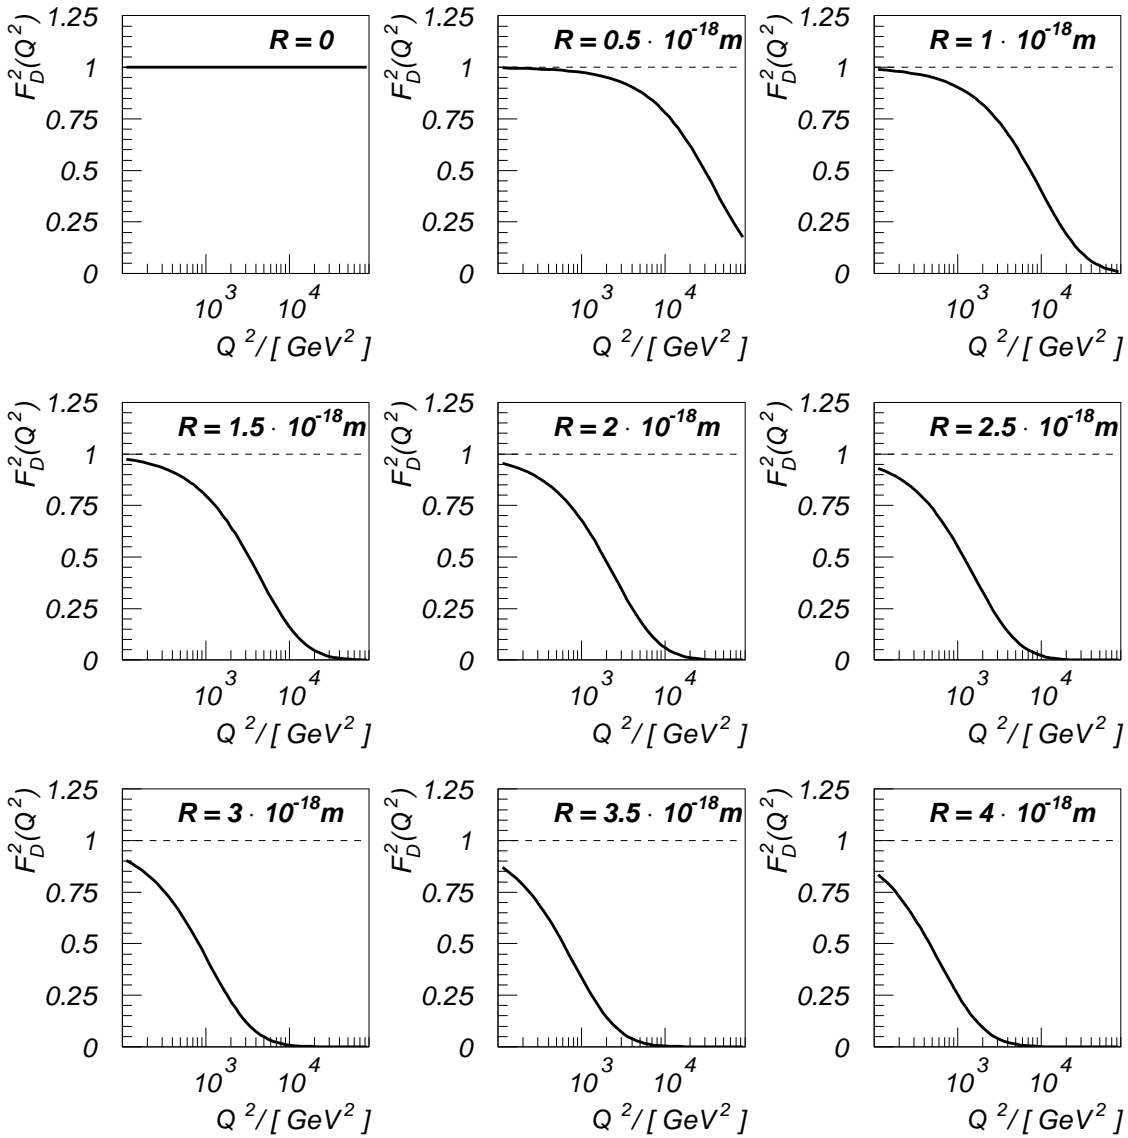 F_D^2(Q^2)
1.25
1
0.75
0.5
0.25
0
R = 0
10^3 10^4
Q^2/[ GeV^2 ]
F_D^2(Q^2)
1.25
1
0.75
0.5
0.25
0
R = 0.5 · 10^-18 m
10^3 10^4
Q^2/[ GeV^2 ]
F_D^2(Q^2)
1.25
1
0.75
0.5
0.25
0
R = 1 · 10^-18 m
10^3 10^4
Q^2/[ GeV^2 ]
F_D^2(Q^2)
1.25
1
0.75
0.5
0.25
0
R = 1.5 · 10^-18 m
10^3 10^4
Q^2/[ GeV^2 ]
F_D^2(Q^2)
1.25
1
0.75
0.5
0.25
0
R = 2 · 10^-18 m
10^3 10^4
Q^2/[ GeV^2 ]
F_D^2(Q^2)
1.25
1
0.75
0.5
0.25
0
R = 2.5 · 10^-18 m
10^3 10^4
Q^2/[ GeV^2 ]
F_D^2(Q^2)
1.25
1
0.75
0.5
0.25
0
R = 3 · 10^-18 m
10^3 10^4
Q^2/[ GeV^2 ]
F_D^2(Q^2)
1.25
1
0.75
0.5
0.25
0
R = 3.5 · 10^-18 m
10^3 10^4
Q^2/[ GeV^2 ]
F_D^2(Q^2)
1.25
1
0.75
0.5
0.25
0
R = 4 · 10^-18 m
10^3 10^4
Q^2/[ GeV^2 ]